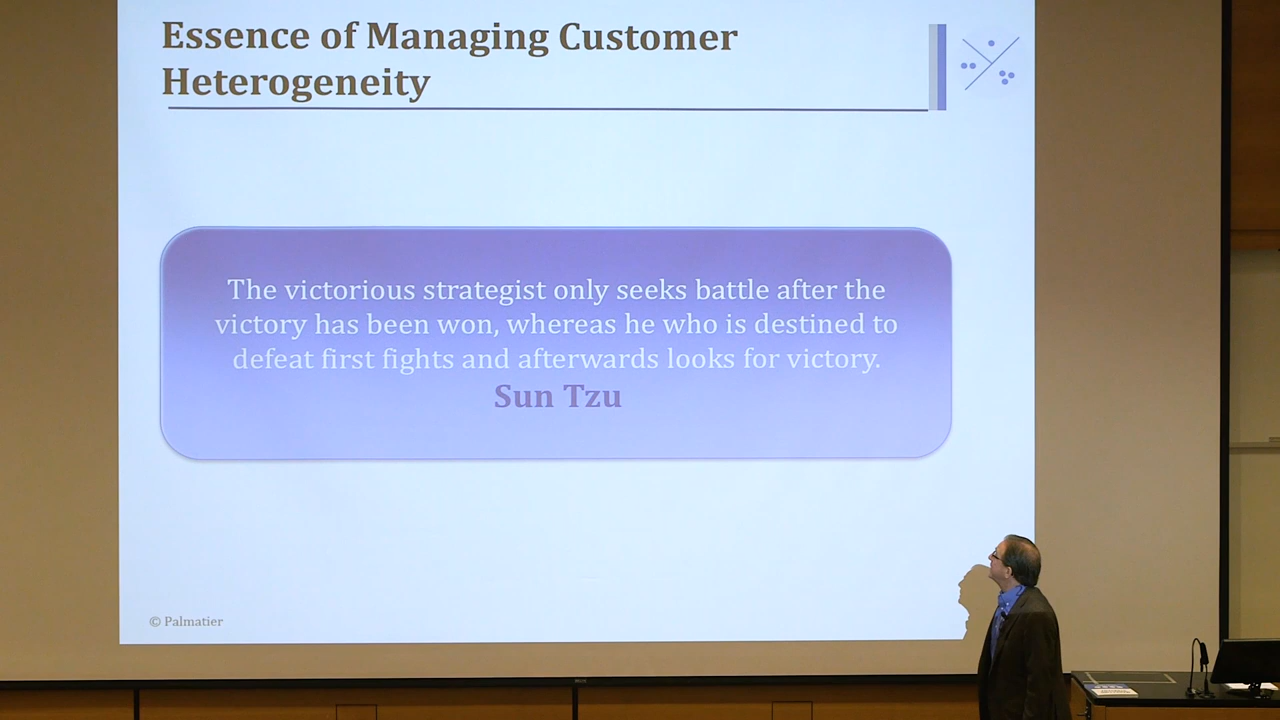 Essence of Managing Customer
Heterogeneity
The victorious strategist only seeks battle after the
victory has been won, whereas he who is destined to
defeat first fights and afterwards looks for victory.
Sun Tzu
© Palmatier